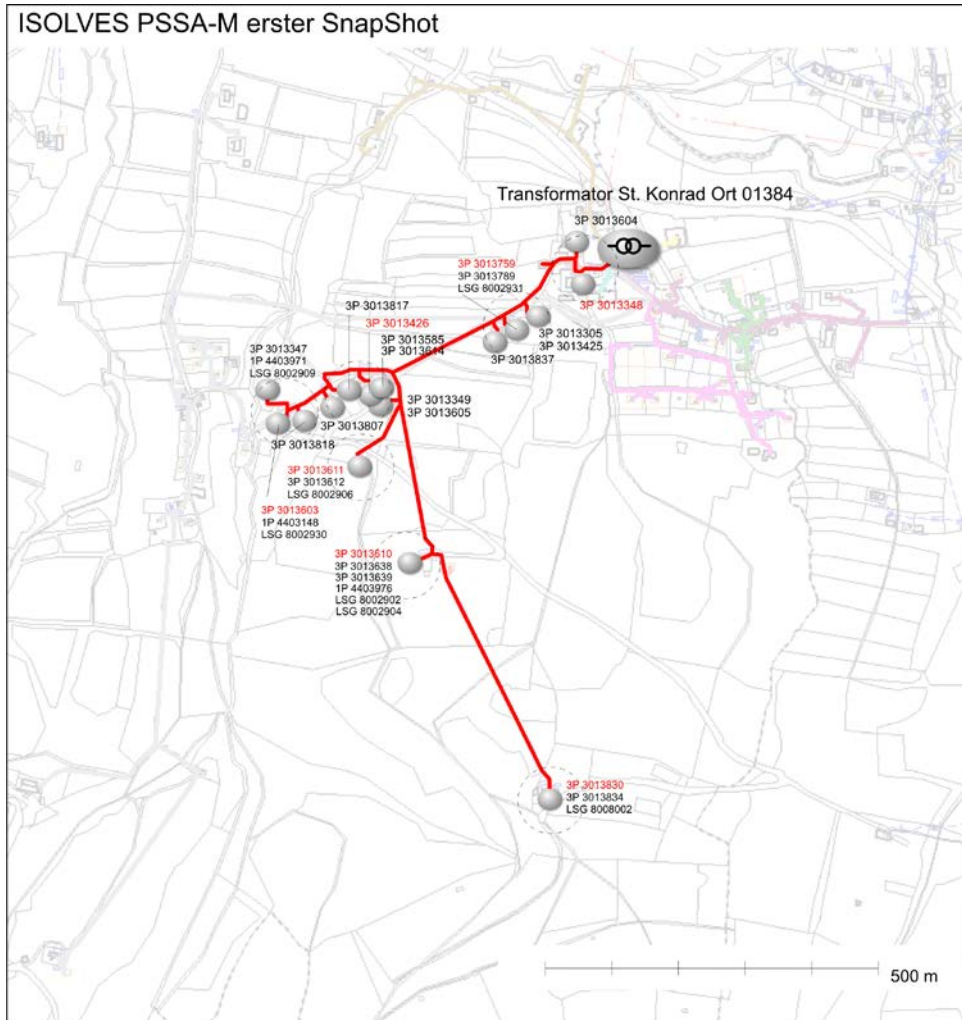 ISOLVES PSSA-M erster SnapShot
Transformator St. Konrad Ort 01384
3P 3013604
3P 3013759
3P 3013789
LSG 8002931
3P 3013348
3P 3013817
3P 3013426
3P 3013585
3P 3013614
3P 3013305
3P 3013425
3P 3013837
3P 3013347
1P 4403971
LSG 8002909
3P 3013349
3P 3013605
3P 3013807
3P 3013818
3P 3013611
3P 3013612
LSG 8002906
3P 3013603
1P 4403148
LSG 8002930
3P 3013610
3P 3013638
3P 3013639
1P 4403976
LSG 8002902
LSG 8002904
3P 3013830
3P 3013834
LSG 8008002
500 m